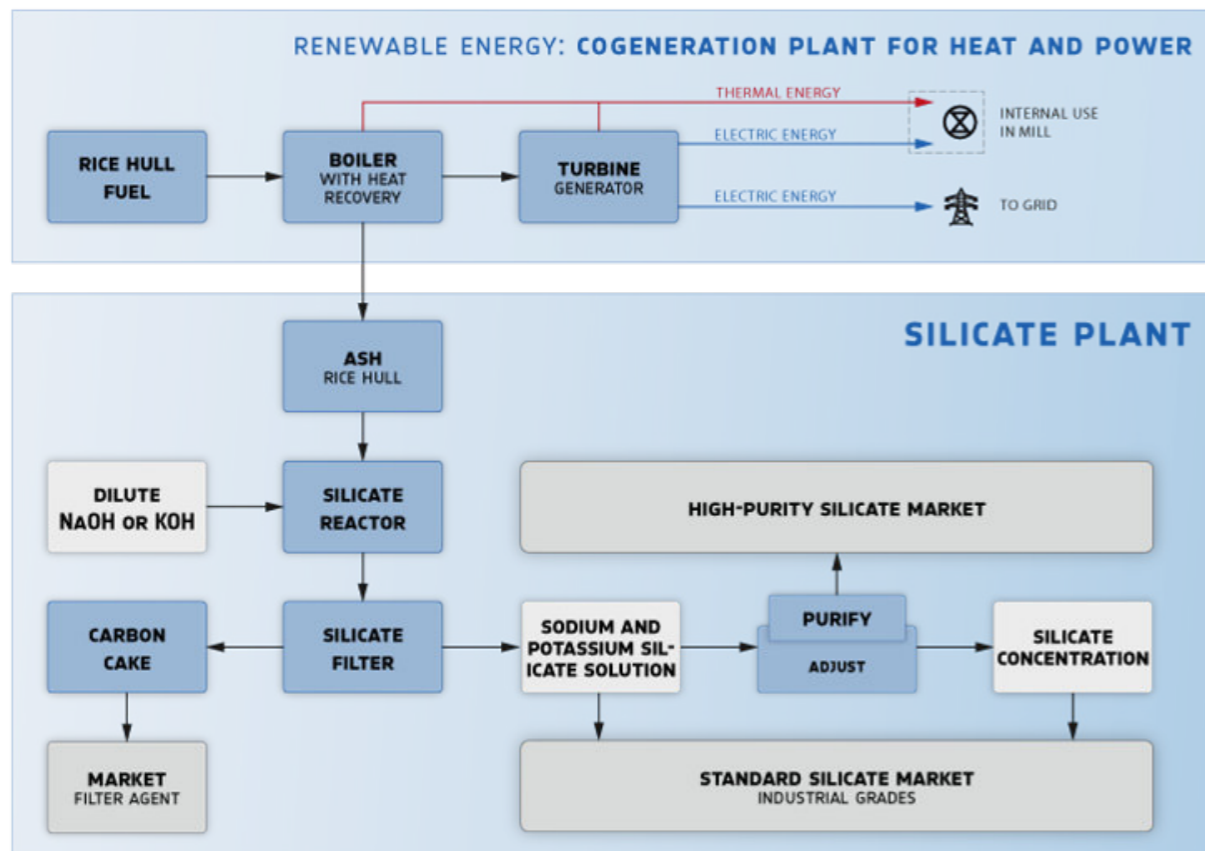 RENEWABLE ENERGY: COGENERATION PLANT FOR HEAT AND POWER
THERMAL ENERGY
INTERNAL USE
IN MILL
ELECTRIC ENERGY
RICE HULL
FUEL
BOILER
WITH HEAT
RECOVERY
TURBINE
GENERATOR
ELECTRIC ENERGY
TO GRID
SILICATE PLANT
ASH
RICE HULL
DILUTE
NaOH OR KOH
SILICATE
REACTOR
HIGH-PURITY SILICATE MARKET
CARBON
CAKE
SILICATE
FILTER
SODIUM AND
POTASSIUM SIL-
ICATE SOLUTION
PURIFY
ADJUST
SILICATE
CONCENTRATION
MARKET
FILTER AGENT
STANDARD SILICATE MARKET
INDUSTRIAL GRADES